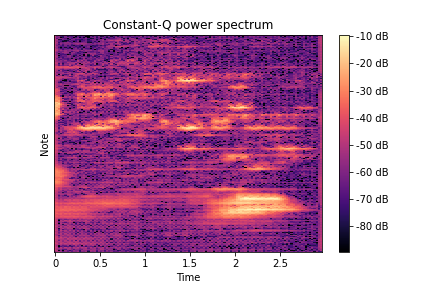 Constant-Q power spectrum
Note
-10 dB
-20 dB
-30 dB
-40 dB
-50 dB
-60 dB
-70 dB
-80 dB
0 0.5 1 1.5 2 2.5
Time